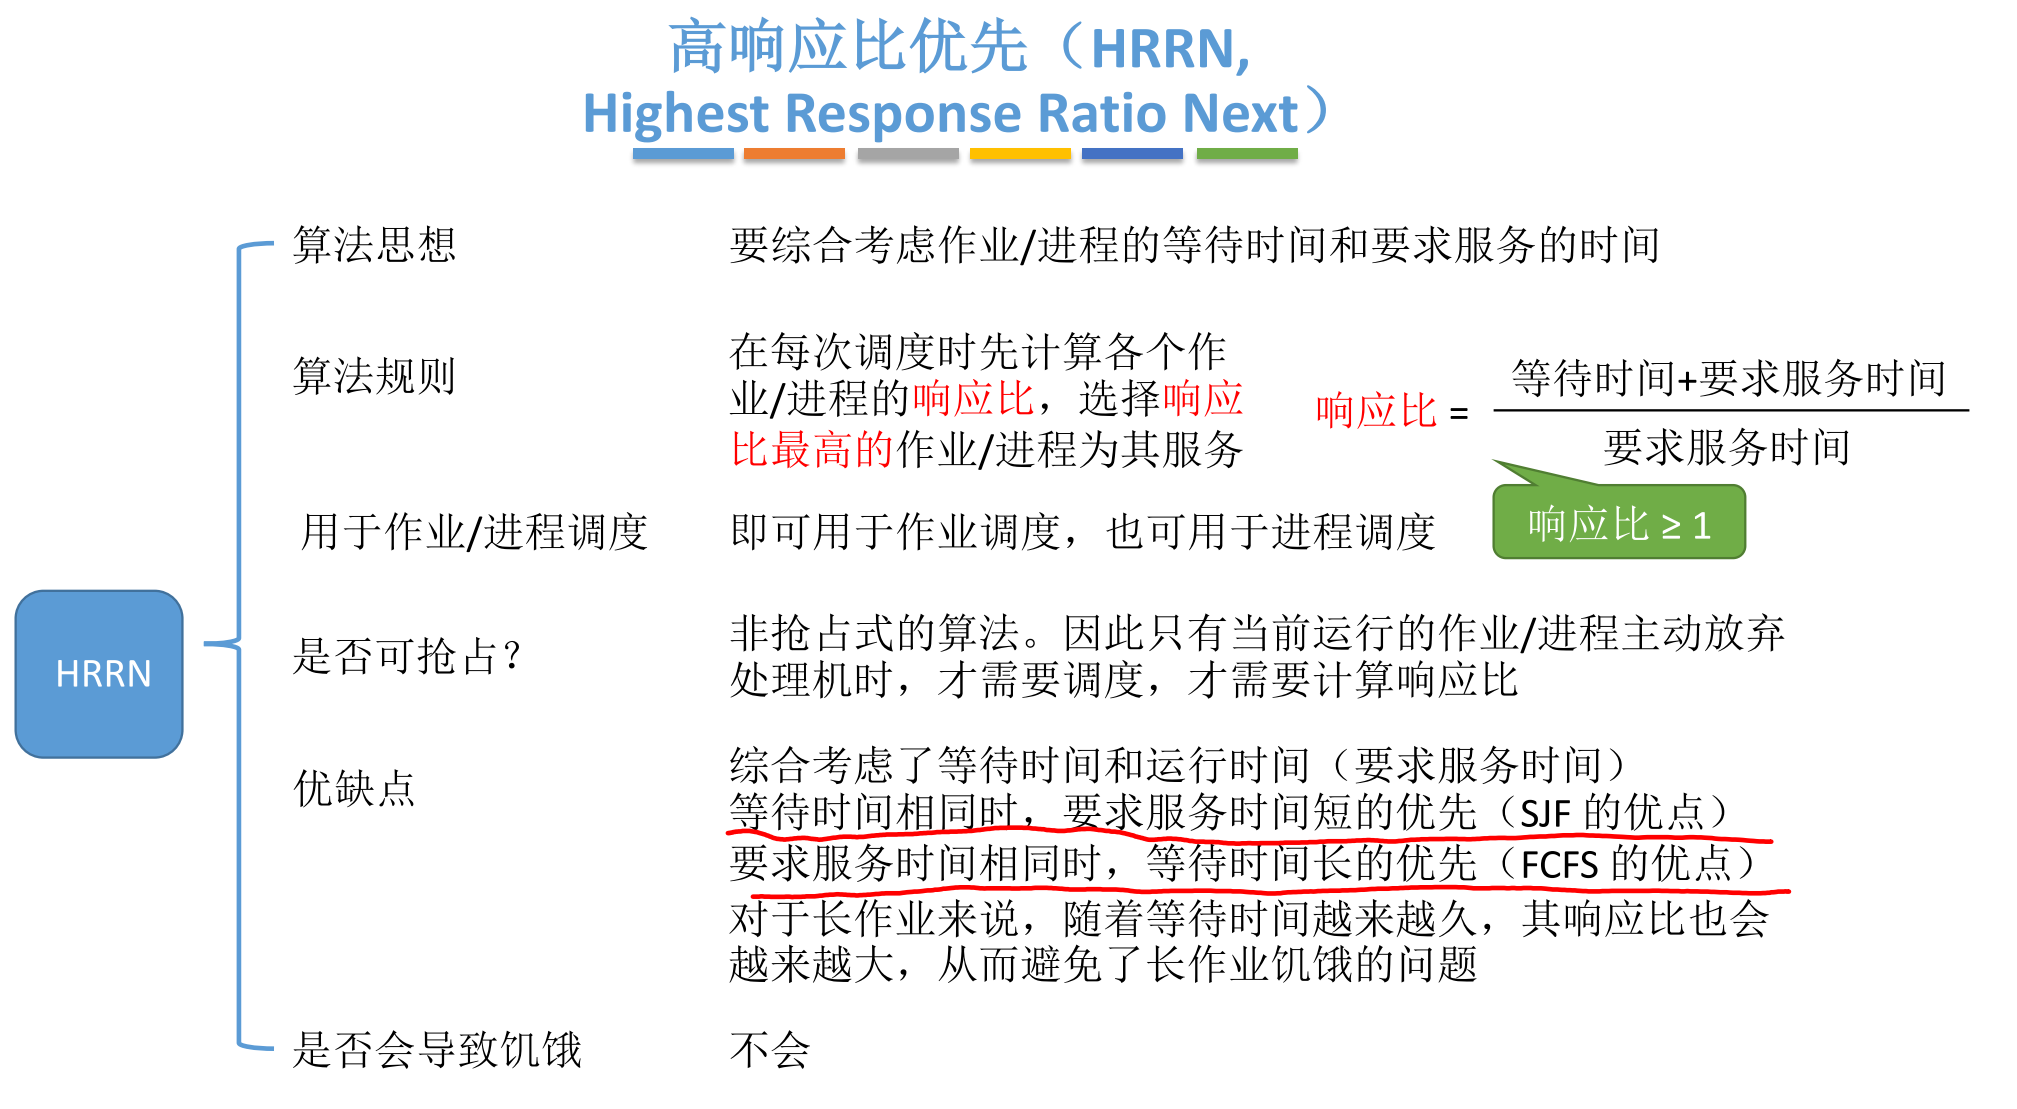 高响应比优先（HRRN,
Highest Response Ratio Next）
算法思想
要综合考虑作业/进程的等待时间和要求服务的时间
算法规则
在每次调度时先计算各个作
业/进程的响应比，选择响应
比最高的作业/进程为其服务
响应比 =
等待时间+要求服务时间
要求服务时间
响应比 ≥ 1
用于作业/进程调度
即可用于作业调度，也可用于进程调度
HRRN
是否可抢占？
非抢占式的算法。因此只有当前运行的作业/进程主动放弃
处理机时，才需要调度，才需要计算响应比
优缺点
综合考虑了等待时间和运行时间（要求服务时间）
等待时间相同时，要求服务时间短的优先（SJF 的优点）
要求服务时间相同时，等待时间长的优先（FCFS 的优点）
对于长作业来说，随着等待时间越来越久，其响应比也会
越来越大，从而避免了长作业饥饿的问题
是否会导致饥饿
不会